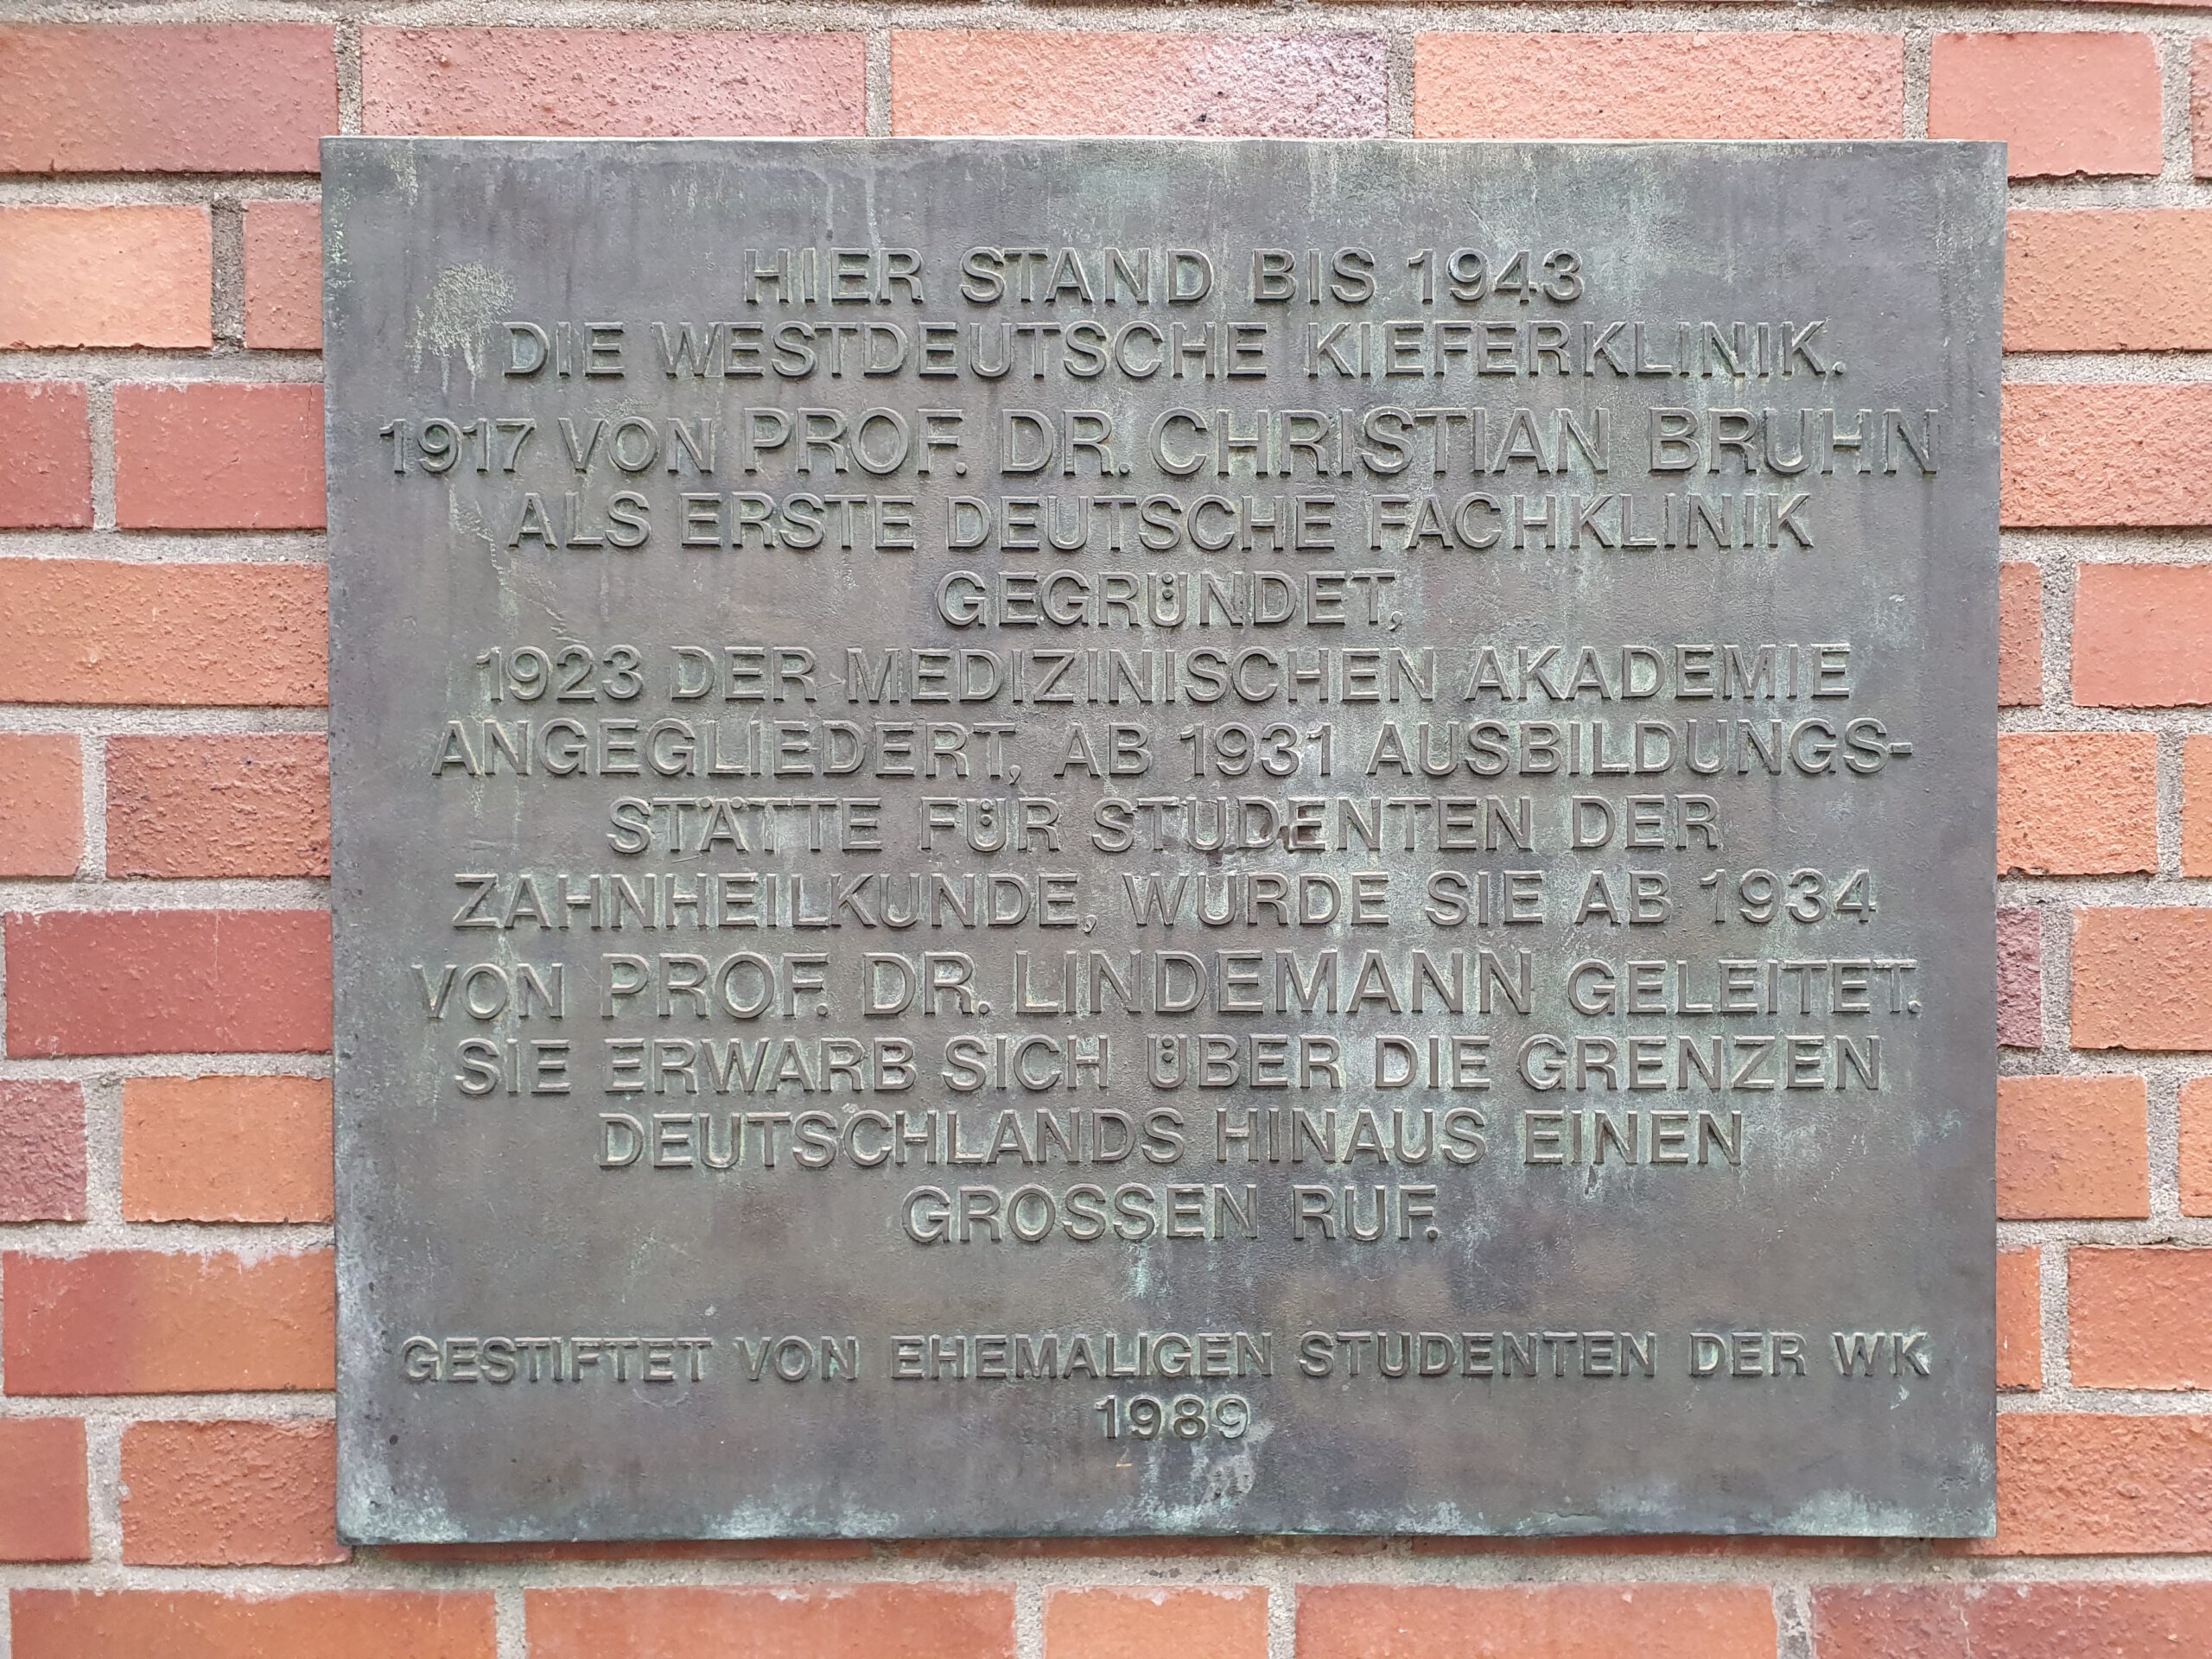 HIER STAND BIS 1943
DIE WESTDEUTSCHE KIEFERKLINIK.
1917 VON PROF. DR. CHRISTIAN BRUHN
ALS ERSTE DEUTSCHE FACHKLINIK
GEGRÜNDET,
1923 DER MEDIZINISCHEN AKADEMIE
ANGEGLIEDERT, AB 1931 AUSBILDUNGS-
STÄTTE FÜR STUDENTEN DER
ZAHNHEILKUNDE, WURDE SIE AB 1934
VON PROF. DR. LINDEMANN GELEITET.
SIE ERWARB SICH ÜBER DIE GRENZEN
DEUTSCHLANDS HINAUS EINEN
GROSSEN RUF.
GESTIFTET VON EHEMALIGEN STUDENTEN DER WK
1989